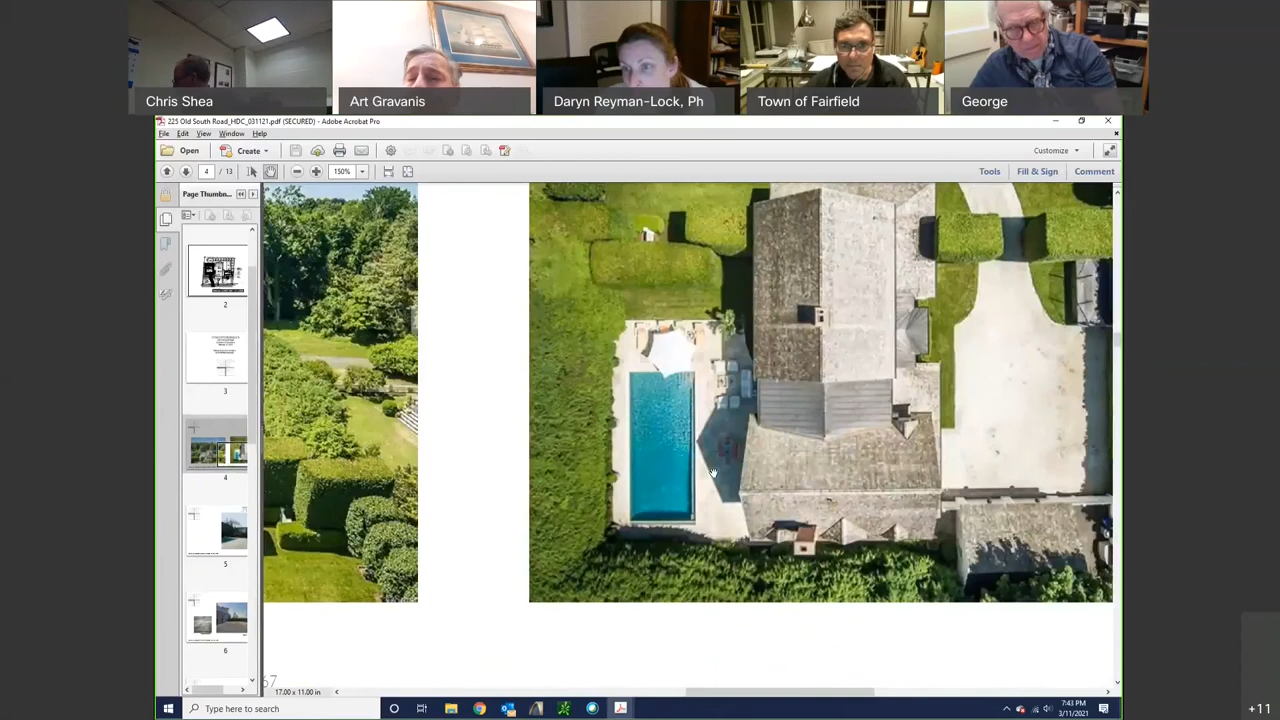 Chris Shea
Art Gravanis
Daryn Reyman-Lock, Ph
Town of Fairfield
George
225 Old South Road_HDC_031121.pdf (SECURED) - Adobe Acrobat Pro
File Edit View Window Help
Open
Create
Customize
4 / 13
150%
Tools
Fill & Sign
Comment
Page Thumbn...
2
3
4
5
6
67
17.00 x 11.00 in
+11
Type here to search
7:43 PM
3/11/2021